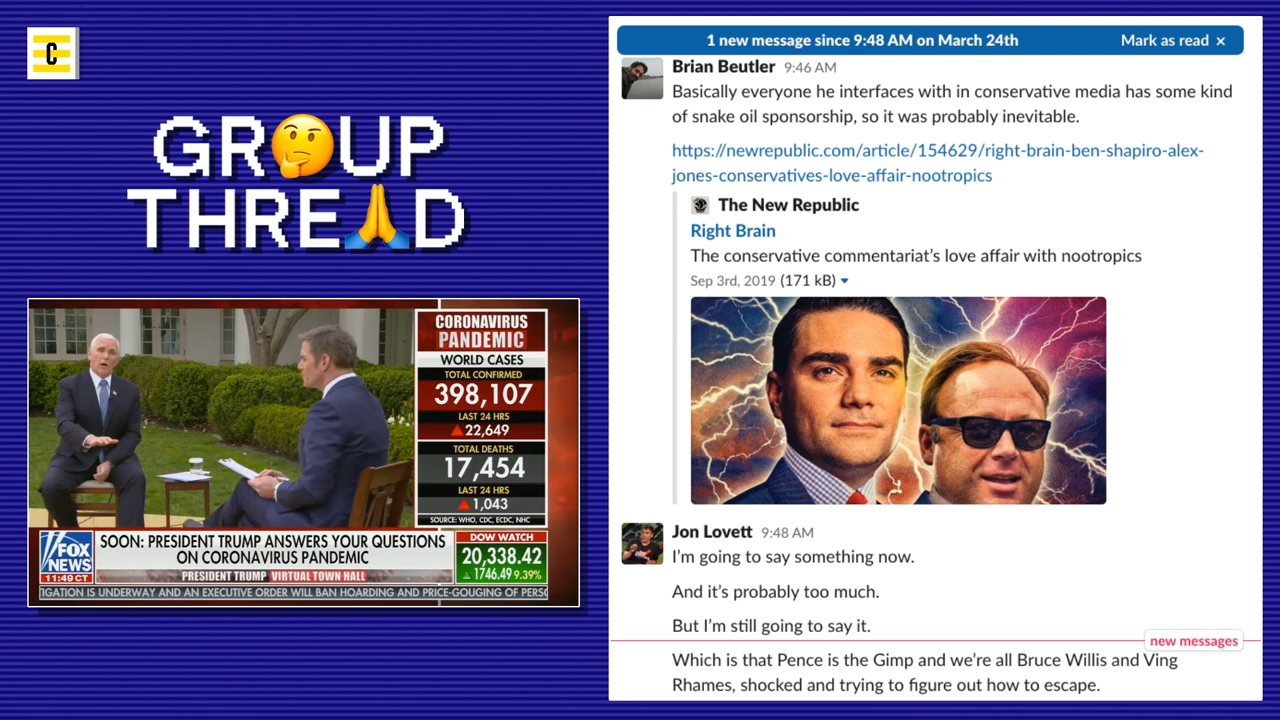 C
GR🤔UP
THRE🙏D
CORONAVIRUS
PANDEMIC
WORLD CASES
TOTAL CONFIRMED
398,107
LAST 24 HRS
▲22,649
TOTAL DEATHS
17,454
LAST 24 HRS
▲1,043
SOURCE: WHO, CDC, ECDC, NHC
FOX
NEWS
11:49 CT
SOON: PRESIDENT TRUMP ANSWERS YOUR QUESTIONS
ON CORONAVIRUS PANDEMIC
PRESIDENT TRUMP VIRTUAL TOWN HALL
DOW WATCH
20,338.42
▲1746.49 9.39%
IGATION IS UNDERWAY AND AN EXECUTIVE ORDER WILL BAN HOARDING AND PRICE-GOUGING OF PERSO
1 new message since 9:48 AM on March 24th Mark as read ×
Brian Beutler 9:46 AM
Basically everyone he interfaces with in conservative media has some kind
of snake oil sponsorship, so it was probably inevitable.
https://newrepublic.com/article/154629/right-brain-ben-shapiro-alex-
jones-conservatives-love-affair-nootropics
The New Republic
Right Brain
The conservative commentariat's love affair with nootropics
Sep 3rd, 2019 (171 kB)
Jon Lovett 9:48 AM
I'm going to say something now.
And it's probably too much.
But I'm still going to say it.
new messages
Which is that Pence is the Gimp and we're all Bruce Willis and Ving
Rhames, shocked and trying to figure out how to escape.